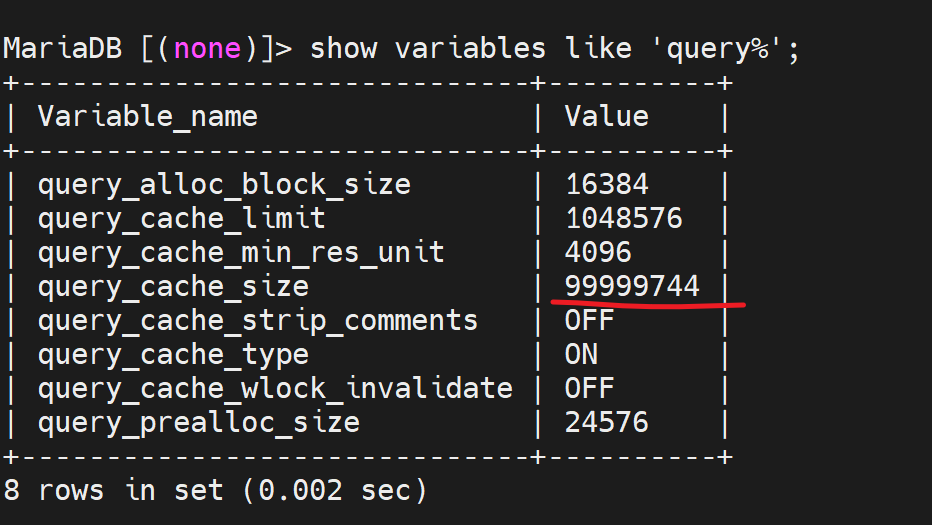 MariaDB [(none)]> show variables like 'query%';
+------------------------------+----------+
| Variable_name                | Value    |
+------------------------------+----------+
| query_alloc_block_size       | 16384    |
| query_cache_limit            | 1048576  |
| query_cache_min_res_unit     | 4096     |
| query_cache_size             | 99999744 |
| query_cache_strip_comments   | OFF      |
| query_cache_type             | ON       |
| query_cache_wlock_invalidate | OFF      |
| query_prealloc_size          | 24576    |
+------------------------------+----------+
8 rows in set (0.002 sec)